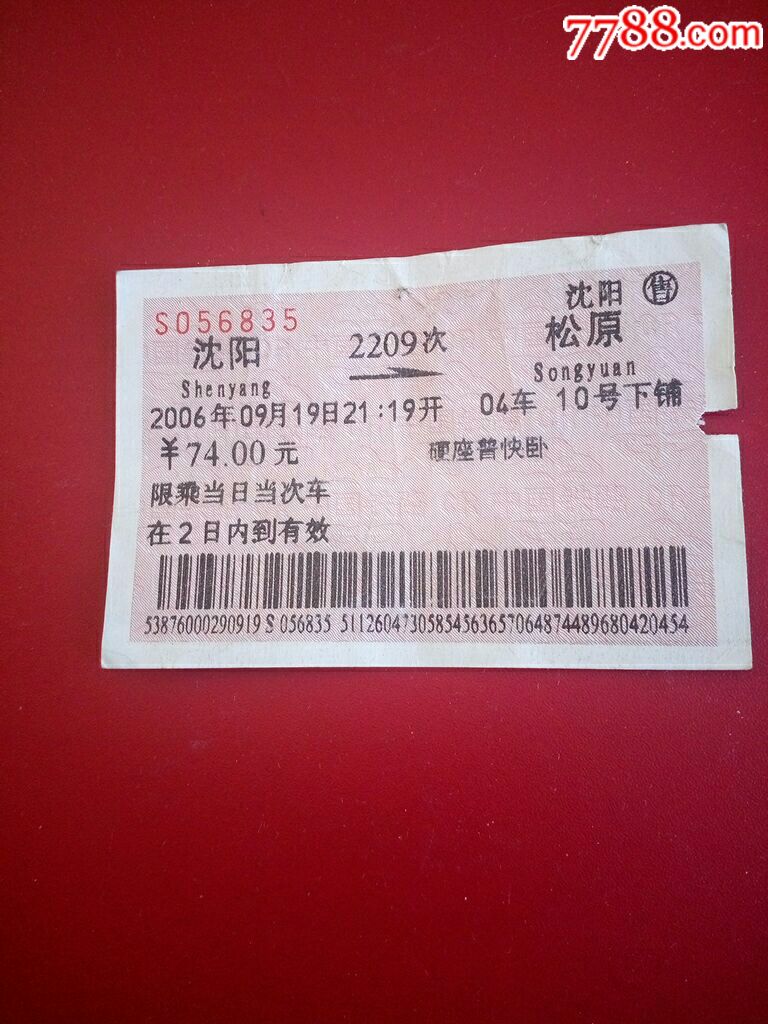 7788.com
沈阳 售
S056835
沈阳 2209次 松原
Shenyang Songyuan
2006年09月19日21:19开 04车 10号下铺
¥74.00元 硬座普快卧
限乘当日当次车
在2日内到有效
53876000290919 S 056835 511260473058545636570648744896804​20454